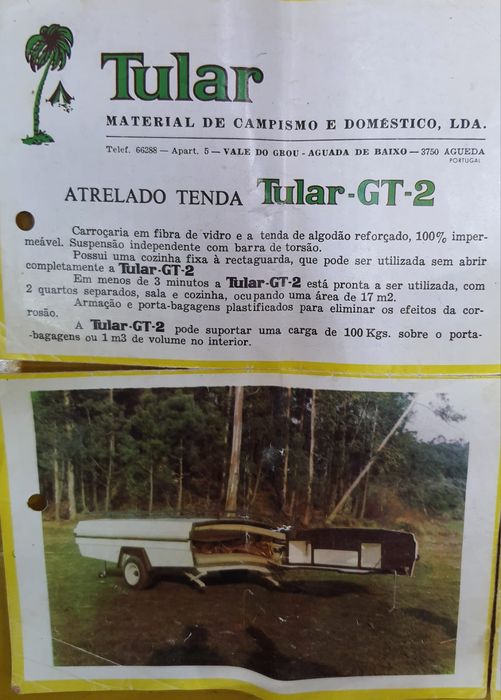 Tular
MATERIAL DE CAMPISMO E DOMÉSTICO, LDA.
Telef. 66288 — Apart. 5 — VALE DO GROU - AGUADA DE BAIXO — 3750 AGUEDA
PORTUGAL
ATRELADO TENDA Tular-GT-2
Carroçaria em fibra de vidro e a tenda de algodão reforçado, 100% imper-
meável. Suspensão independente com barra de torsão.
Possui uma cozinha fixa à rectaguarda, que pode ser utilizada sem abrir
completamente a Tular-GT-2
Em menos de 3 minutos a Tular-GT-2 está pronta a ser utilizada, com
2 quartos separados, sala e cozinha, ocupando uma área de 17 m2.
Armação e porta-bagagens plastificados para eliminar os efeitos da cor-
rosão.
A Tular-GT-2 pode suportar uma carga de 100 Kgs. sobre o porta-
-bagagens ou 1 m3 de volume no interior.